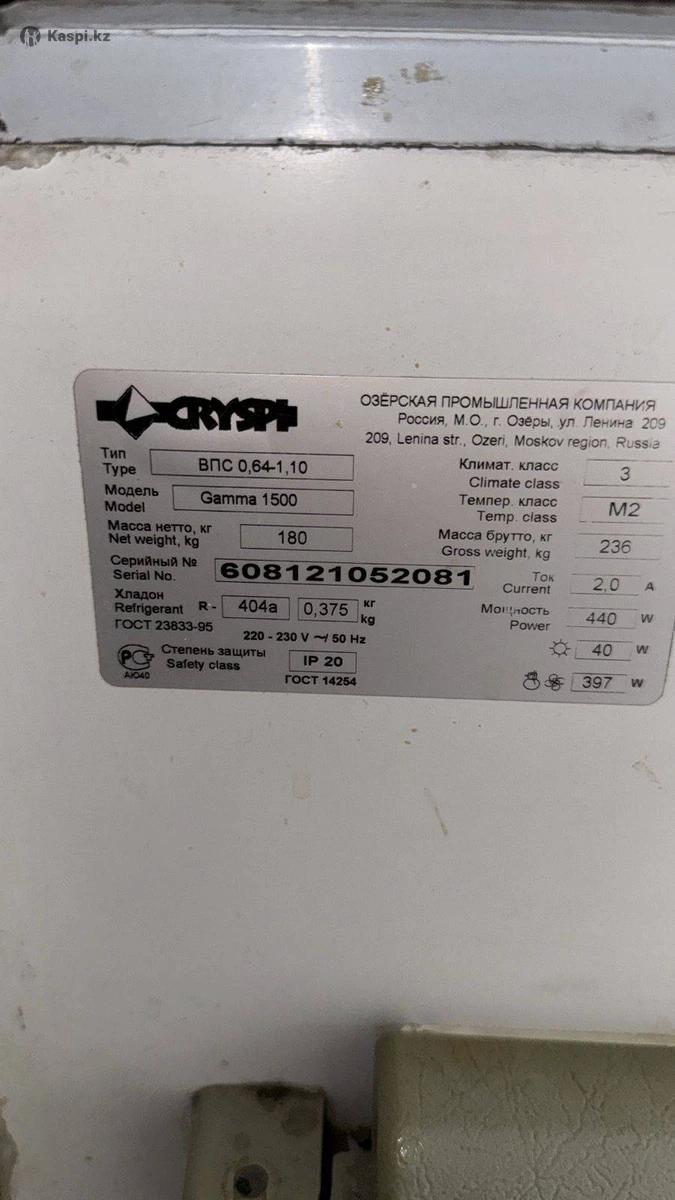 Kaspi.kz
CRYSPI
ОЗЁРСКАЯ ПРОМЫШЛЕННАЯ КОМПАНИЯ
Россия, М.О., г. Озёры, ул. Ленина 209
209, Lenina str., Ozeri, Moskov region, Russia
Тип
Type
ВПС 0,64-1,10
Модель
Model
Gamma 1500
Масса нетто, кг
Net weight, kg
180
Серийный №
Serial No.
608121052081
Хладон
Refrigerant R- 404a 0,375 кг kg
ГОСТ 23833-95
220 - 230 V ~/ 50 Hz
РСТ
АЮ40
Степень защиты
Safety class
IP 20
ГОСТ 14254
Климат. класс
Climate class
3
Темпер. класс
Temp. class
M2
Масса брутто, кг
Gross weight, kg
236
Ток
Current
2,0 A
Мощность
Power
440 W
40 W
397 W